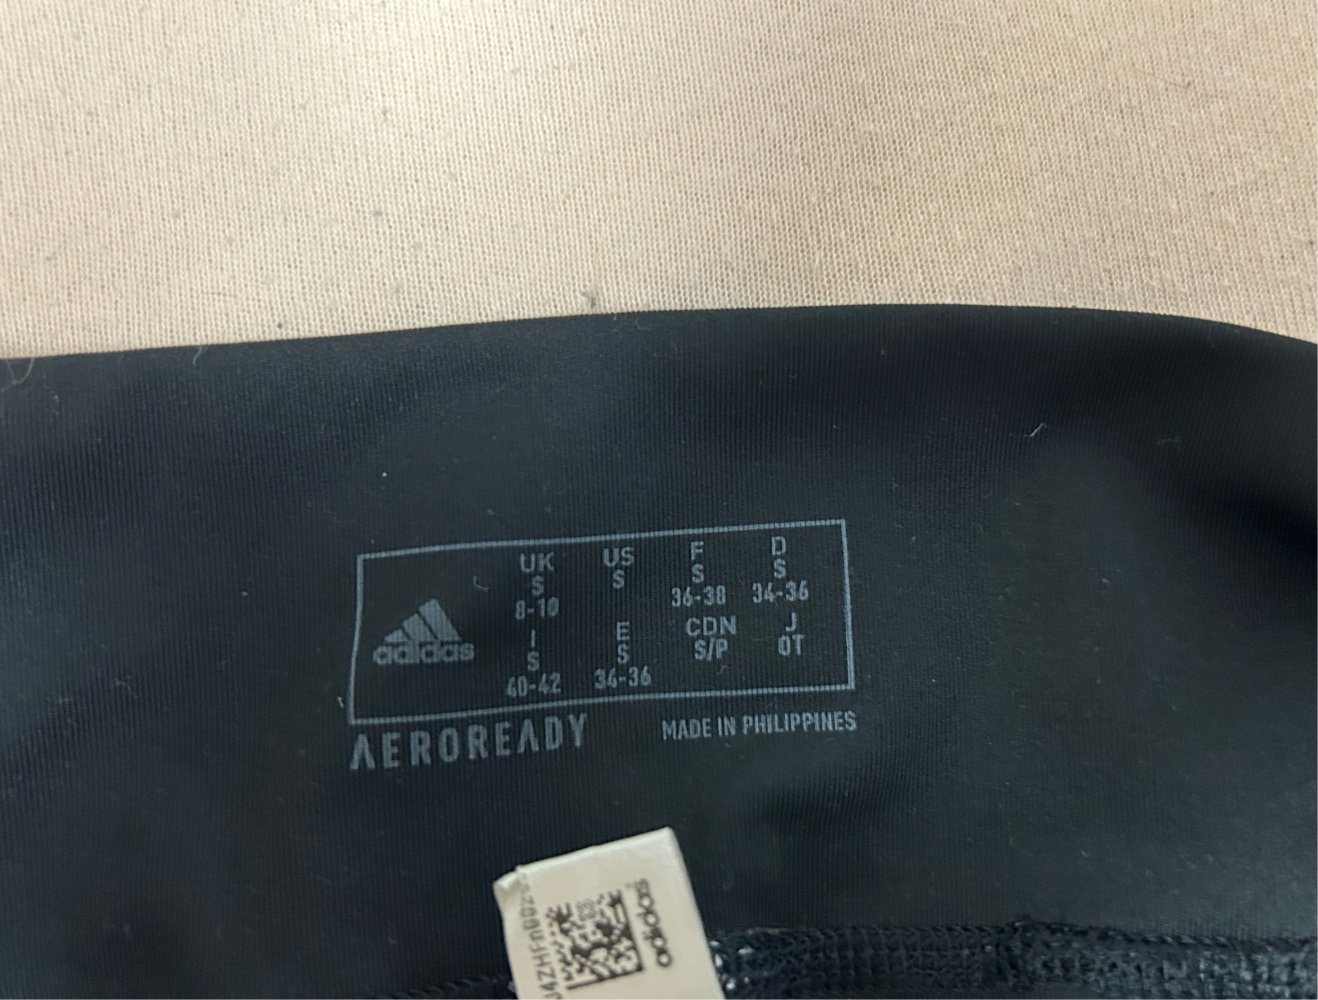 UK US F D
S S S S
8-10 36-38 34-36
I E CDN J
S S S/P OT
40-42 34-36
adidas
AEROREADY MADE IN PHILIPPINES
adidas